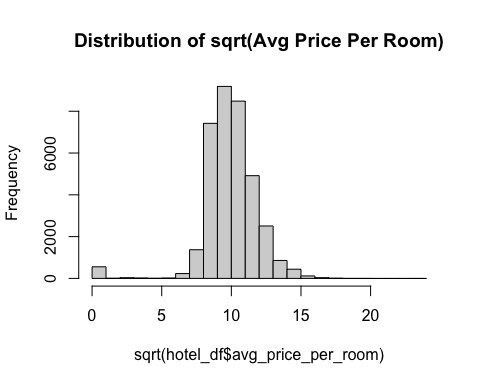 Distribution of sqrt(Avg Price Per Room)
Frequency
6000
2000
0
0 5 10 15 20
sqrt(hotel_df$avg_price_per_room)